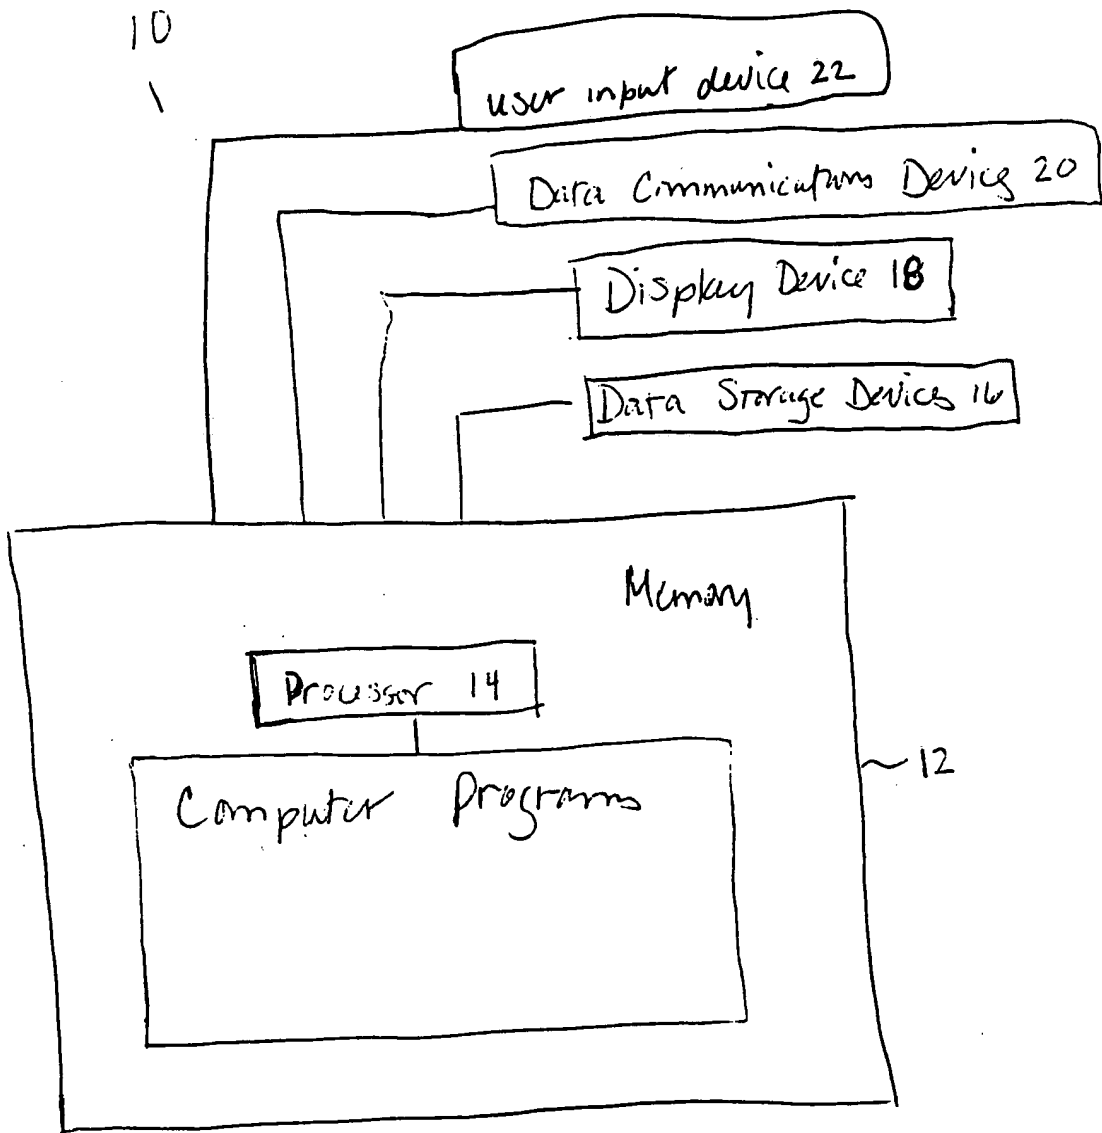 10
user input device 22
Data Communications Device 20
Display Device 18
Data Storage Devices 16
Memory
Processor 14
~ 12
Computer Programs